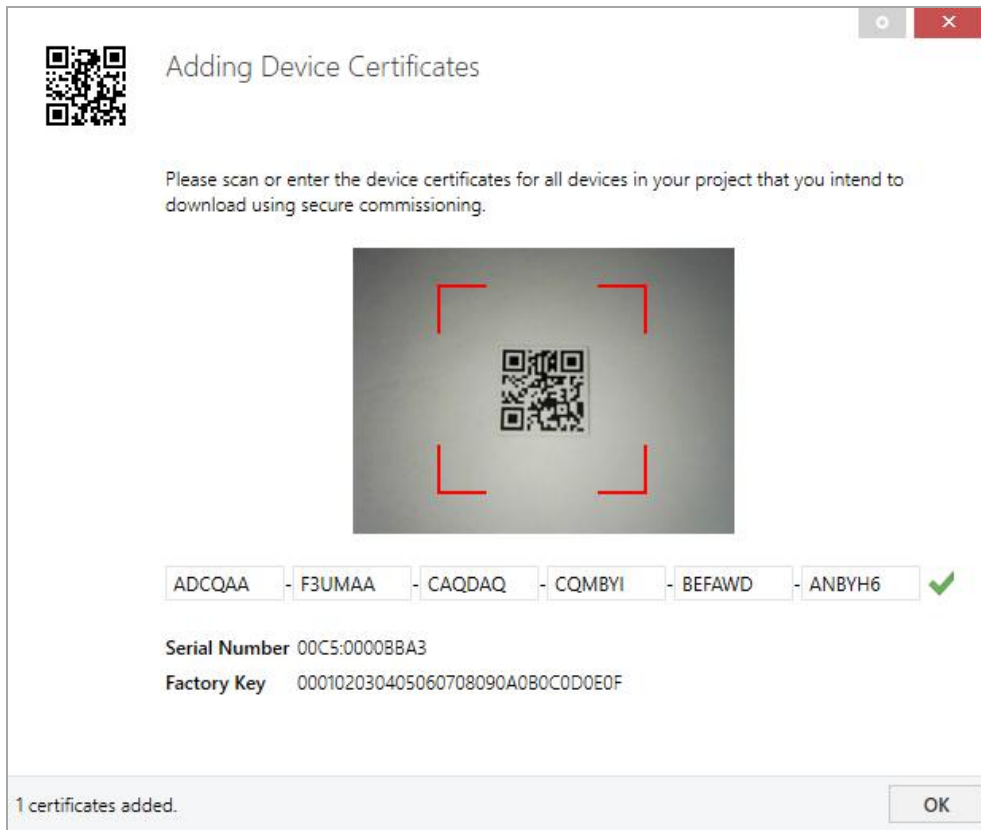 Adding Device Certificates
Please scan or enter the device certificates for all devices in your project that you intend to
download using secure commissioning.
ADCQAA - F3UMAA - CAQDAQ - CQMBYI - BEFAWD - ANBYH6
Serial Number 00C5:0000BBA3
Factory Key 000102030405060708090A0B0C0D0E0F
1 certificates added.
OK